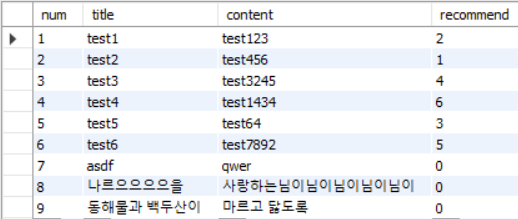 num title content recommend
1 test1 test123 2
2 test2 test456 1
3 test3 test3245 4
4 test4 test1434 6
5 test5 test64 3
6 test6 test7892 5
7 asdf qwer 0
8 나르으으으으을 사랑하는님이님이님이님이님이 0
9 동해물과 백두산이 마르고 닳도록 0